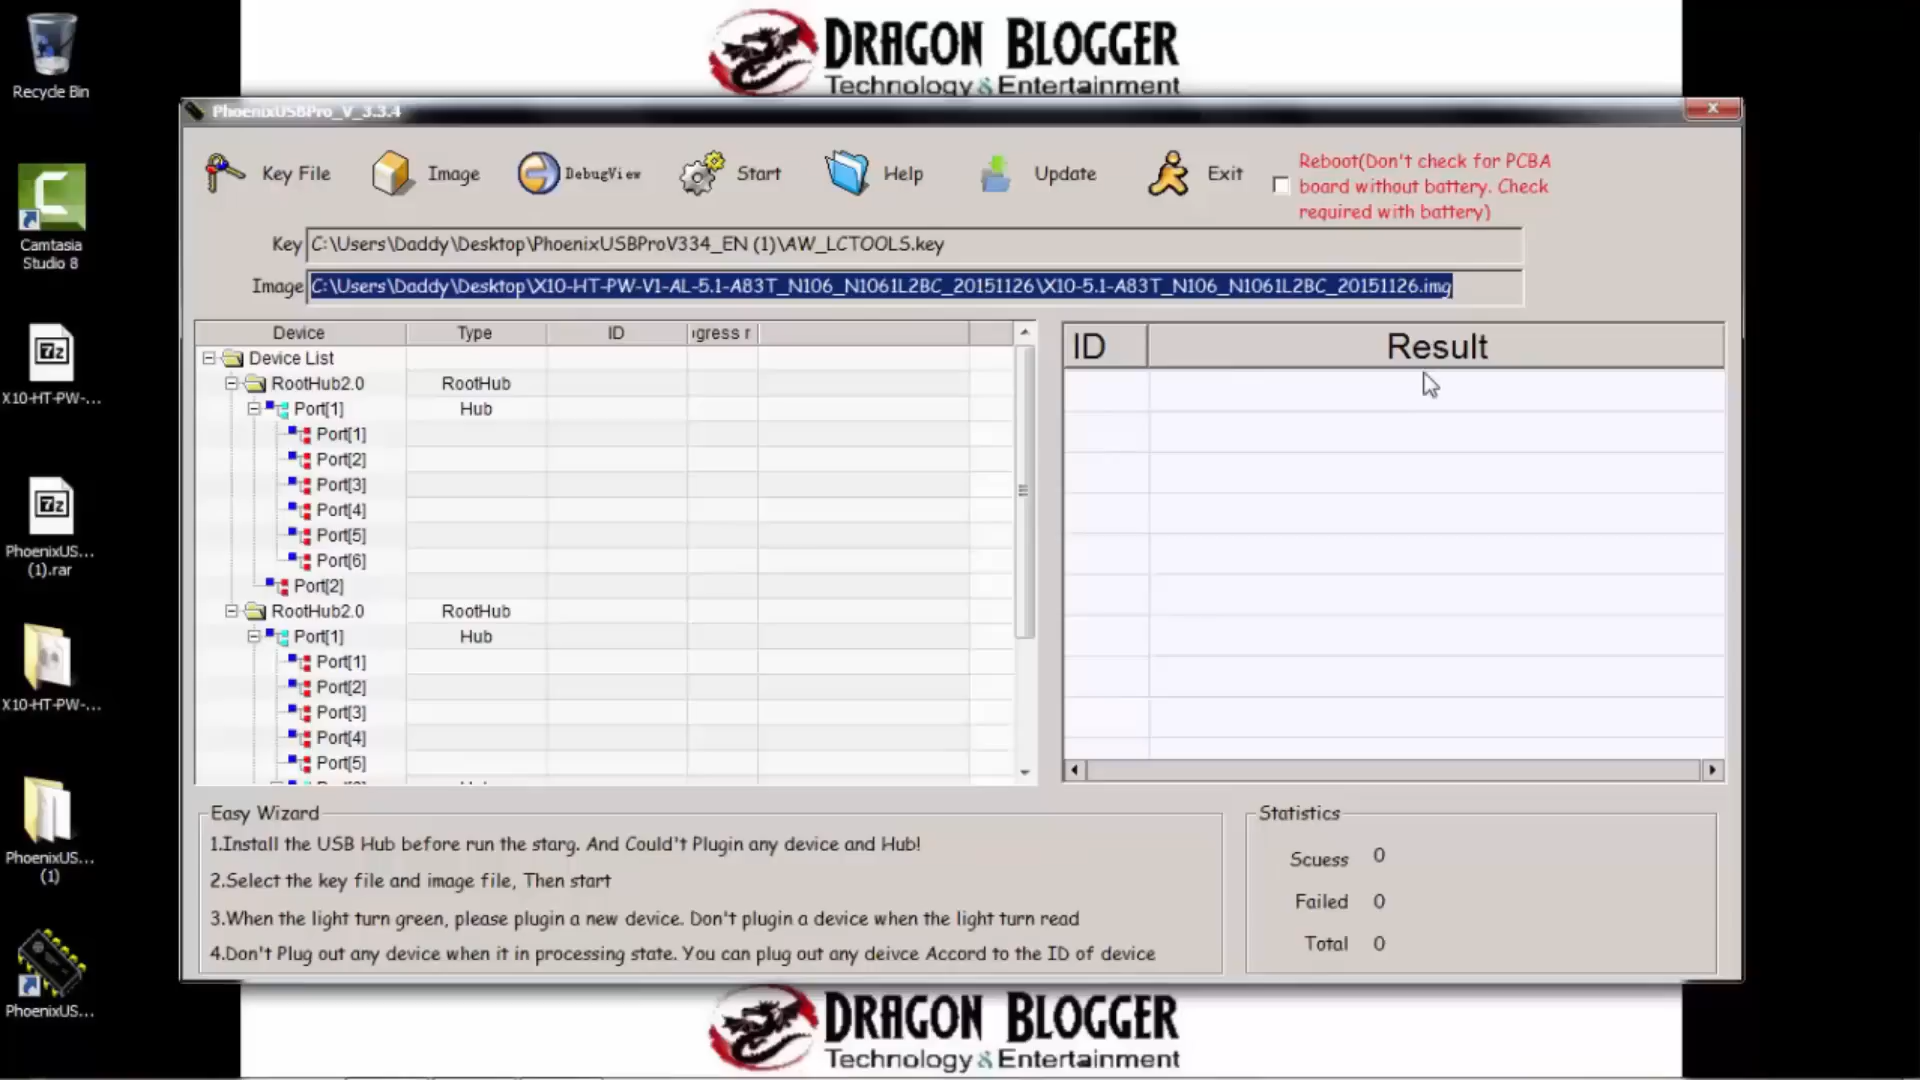 DRAGON BLOGGER
Technology & Entertainment
Recycle Bin
Camtasia
Studio 8
7z
X10-HT-PW-...
7z
PhoenixUS...
(1).rar
X10-HT-PW-...
PhoenixUS...
(1)
PhoenixUS...
PhoenixUSBPro_V_3.3.4
Key File
Image
DebugView
Start
Help
Update
Exit
Reboot(Don't check for PCBA
board without battery. Check
required with battery)
Key C:\Users\Daddy\Desktop\PhoenixUSBProV334_EN (1)\AW_LCTOOLS.key
Image C:\Users\Daddy\Desktop\X10-HT-PW-V1-AL-5.1-A83T_N106_N1061L2BC_20151126\X10-5.1-A83T_N106_N1061L2BC_20151126.img
Device Type ID gress r
Device List
RootHub2.0 RootHub
Port[1] Hub
Port[1]
Port[2]
Port[3]
Port[4]
Port[5]
Port[6]
Port[2]
RootHub2.0 RootHub
Port[1] Hub
Port[1]
Port[2]
Port[3]
Port[4]
Port[5]
ID Result
Easy Wizard
1.Install the USB Hub before run the starg. And Could't Plugin any device and Hub!
2.Select the key file and image file, Then start
3.When the light turn green, please plugin a new device. Don't plugin a device when the light turn read
4.Don't Plug out any device when it in processing state. You can plug out any deivce Accord to the ID of device
Statistics
Scuess 0
Failed 0
Total 0
DRAGON BLOGGER
Technology & Entertainment